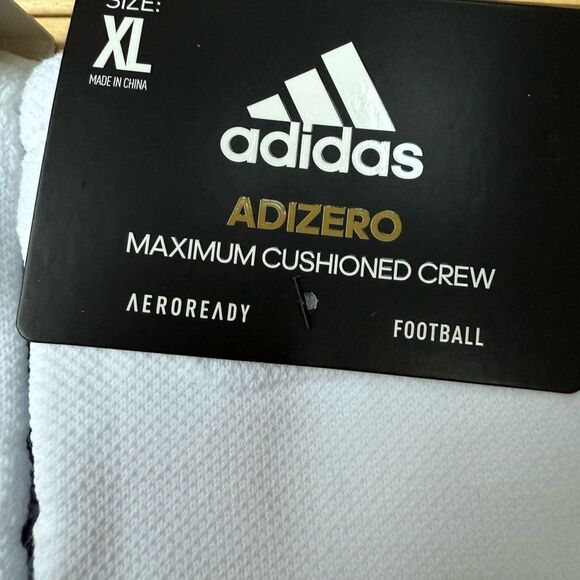 SIZE:
XL
MADE IN CHINA
adidas
ADIZERO
MAXIMUM CUSHIONED CREW
AEROREADY
FOOTBALL